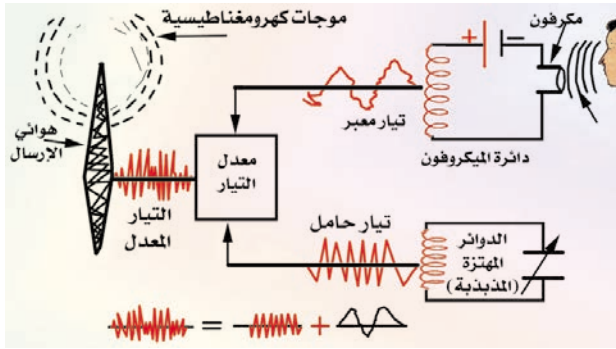 موجات كهرومغناطيسية
مكرفون
+ −
هوائي
الإرسال
تيار معبر
دائرة الميكروفون
معدل
التيار
التيار
المعدل
تيار حامل
الدوائر
المهتزة
(المذبذبة)
= +